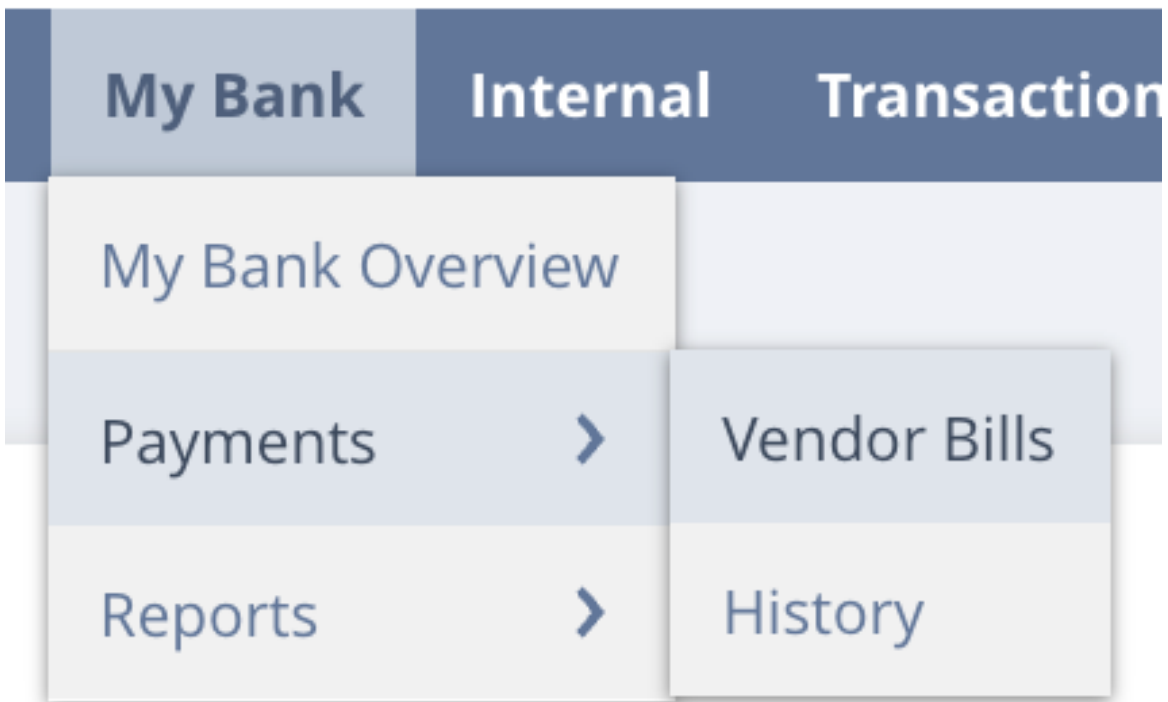 My Bank Internal Transaction
My Bank Overview
Payments Vendor Bills
Reports History